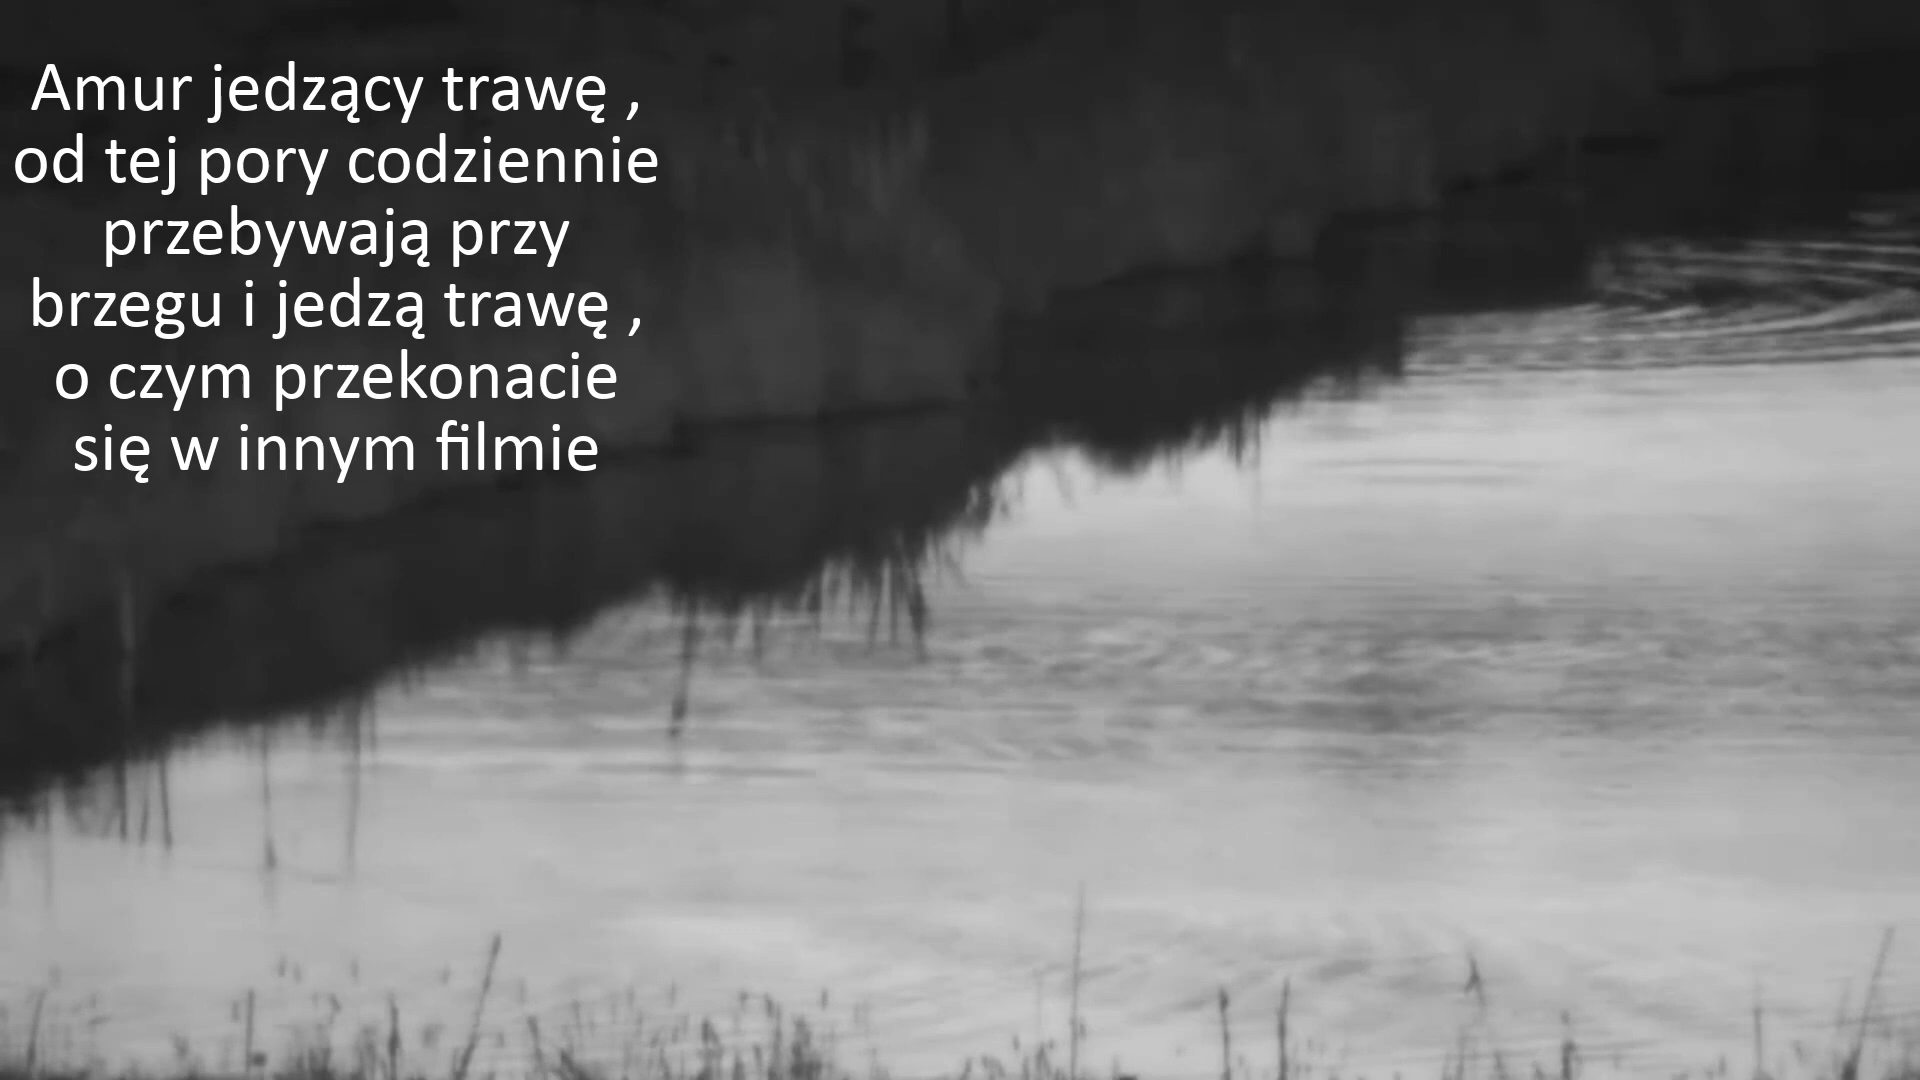 Amur jedzący trawę ,
od tej pory codziennie
przebywają przy
brzegu i jedzą trawę ,
o czym przekonacie
się w innym filmie